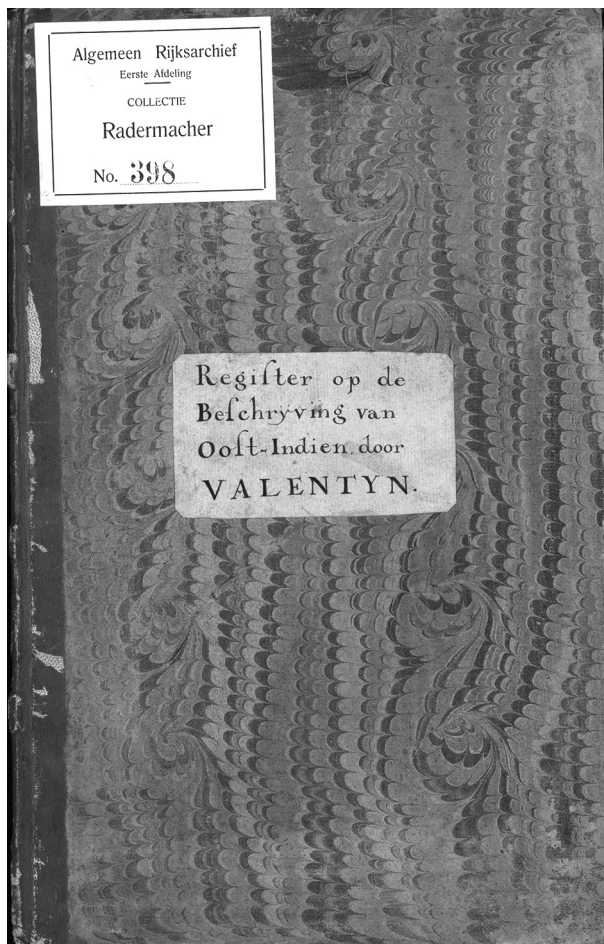 Algemeen Rijksarchief
Eerste Afdeling
COLLECTIE
Radermacher
No. 398
Regiſter op de
Beſchryving van
Ooſt-Indien. door
VALENTYN.